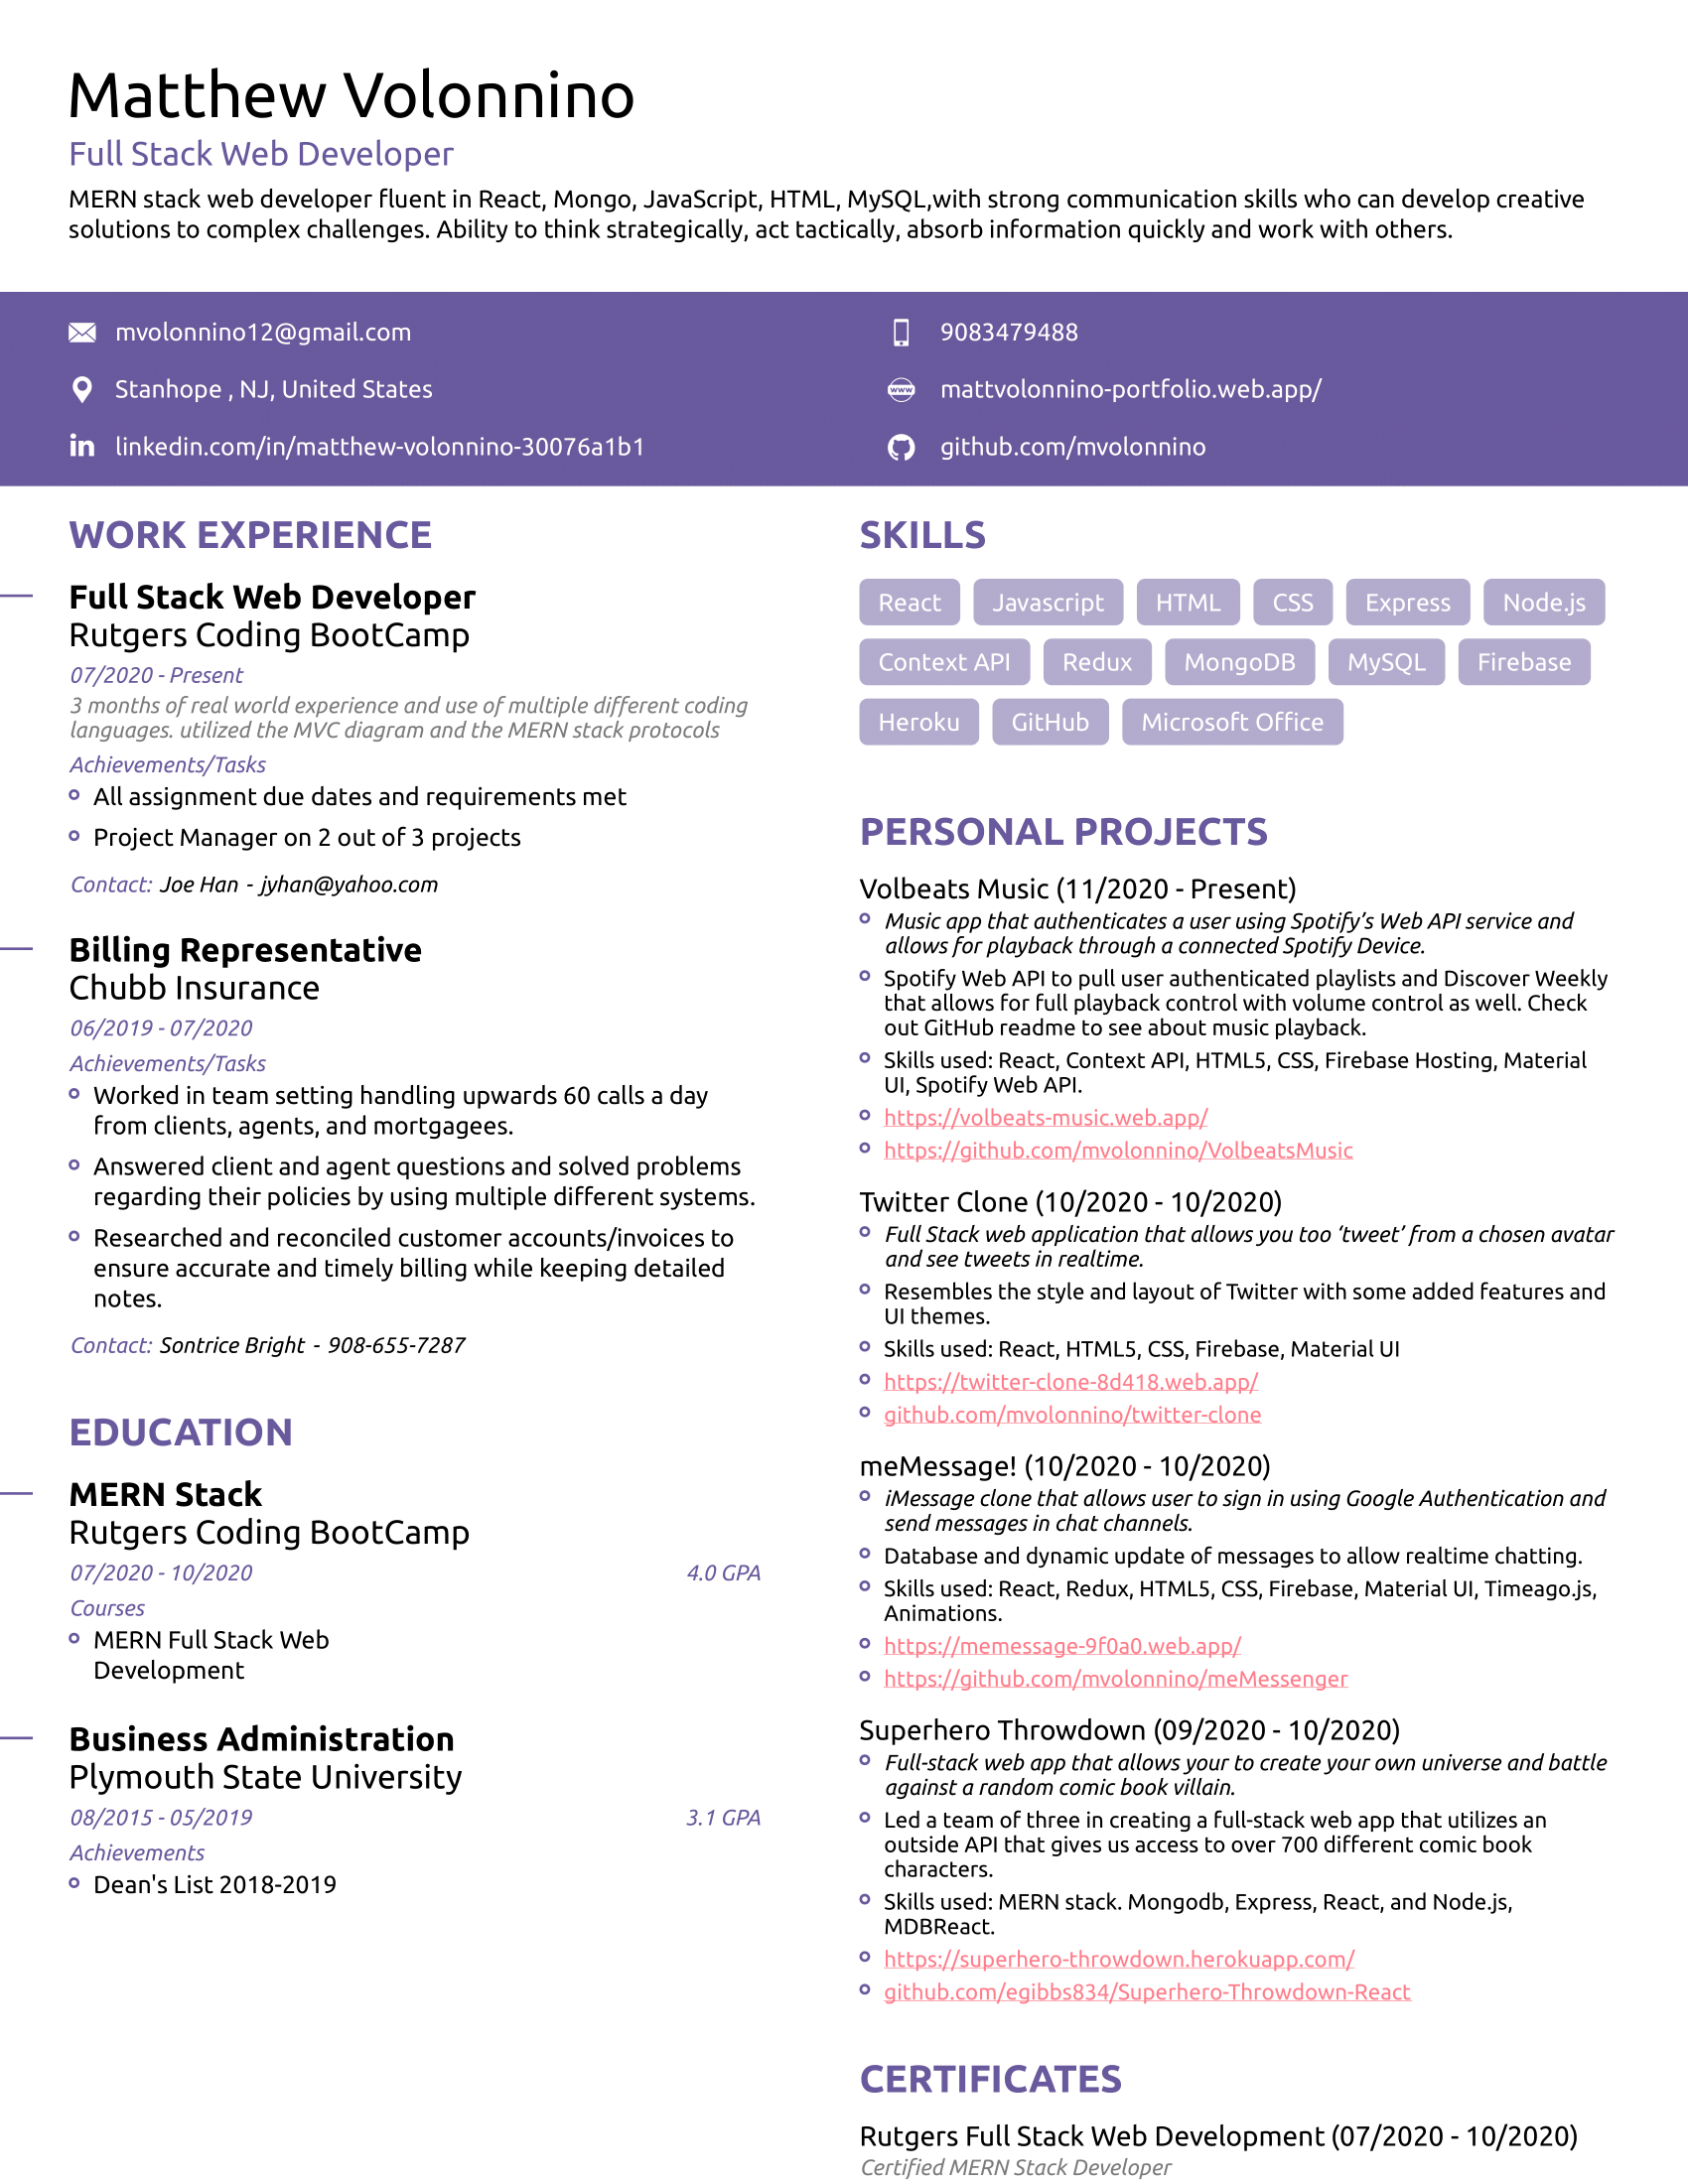 Matthew Volonnino
Full Stack Web Developer
MERN stack web developer fluent in React, Mongo, JavaScript, HTML, MySQL,with strong communication skills who can develop creative
solutions to complex challenges. Ability to think strategically, act tactically, absorb information quickly and work with others.
mvolonnino12@gmail.com
9083479488
Stanhope , NJ, United States
mattvolonnino-portfolio.web.app/
linkedin.com/in/matthew-volonnino-30076a1b1
github.com/mvolonnino
WORK EXPERIENCE
Full Stack Web Developer
Rutgers Coding BootCamp
07/2020 - Present
3 months of real world experience and use of multiple different coding
languages. utilized the MVC diagram and the MERN stack protocols
Achievements/Tasks
All assignment due dates and requirements met
Project Manager on 2 out of 3 projects
Contact: Joe Han - jyhan@yahoo.com
Billing Representative
Chubb Insurance
06/2019 - 07/2020
Achievements/Tasks
Worked in team setting handling upwards 60 calls a day
from clients, agents, and mortgagees.
Answered client and agent questions and solved problems
regarding their policies by using multiple different systems.
Researched and reconciled customer accounts/invoices to
ensure accurate and timely billing while keeping detailed
notes.
Contact: Sontrice Bright - 908-655-7287
EDUCATION
MERN Stack
Rutgers Coding BootCamp
07/2020 - 10/2020 4.0 GPA
Courses
MERN Full Stack Web
Development
Business Administration
Plymouth State University
08/2015 - 05/2019 3.1 GPA
Achievements
Dean's List 2018-2019
SKILLS
React Javascript HTML CSS Express Node.js
Context API Redux MongoDB MySQL Firebase
Heroku GitHub Microsoft Office
PERSONAL PROJECTS
Volbeats Music (11/2020 - Present)
Music app that authenticates a user using Spotify’s Web API service and
allows for playback through a connected Spotify Device.
Spotify Web API to pull user authenticated playlists and Discover Weekly
that allows for full playback control with volume control as well. Check
out GitHub readme to see about music playback.
Skills used: React, Context API, HTML5, CSS, Firebase Hosting, Material
UI, Spotify Web API.
https://volbeats-music.web.app/
https://github.com/mvolonnino/VolbeatsMusic
Twitter Clone (10/2020 - 10/2020)
Full Stack web application that allows you too ‘tweet’ from a chosen avatar
and see tweets in realtime.
Resembles the style and layout of Twitter with some added features and
UI themes.
Skills used: React, HTML5, CSS, Firebase, Material UI
https://twitter-clone-8d418.web.app/
github.com/mvolonnino/twitter-clone
meMessage! (10/2020 - 10/2020)
iMessage clone that allows user to sign in using Google Authentication and
send messages in chat channels.
Database and dynamic update of messages to allow realtime chatting.
Skills used: React, Redux, HTML5, CSS, Firebase, Material UI, Timeago.js,
Animations.
https://memessage-9f0a0.web.app/
https://github.com/mvolonnino/meMessenger
Superhero Throwdown (09/2020 - 10/2020)
Full-stack web app that allows your to create your own universe and battle
against a random comic book villain.
Led a team of three in creating a full-stack web app that utilizes an
outside API that gives us access to over 700 different comic book
characters.
Skills used: MERN stack. Mongodb, Express, React, and Node.js,
MDBReact.
https://superhero-throwdown.herokuapp.com/
github.com/egibbs834/Superhero-Throwdown-React
CERTIFICATES
Rutgers Full Stack Web Development (07/2020 - 10/2020)
Certified MERN Stack Developer